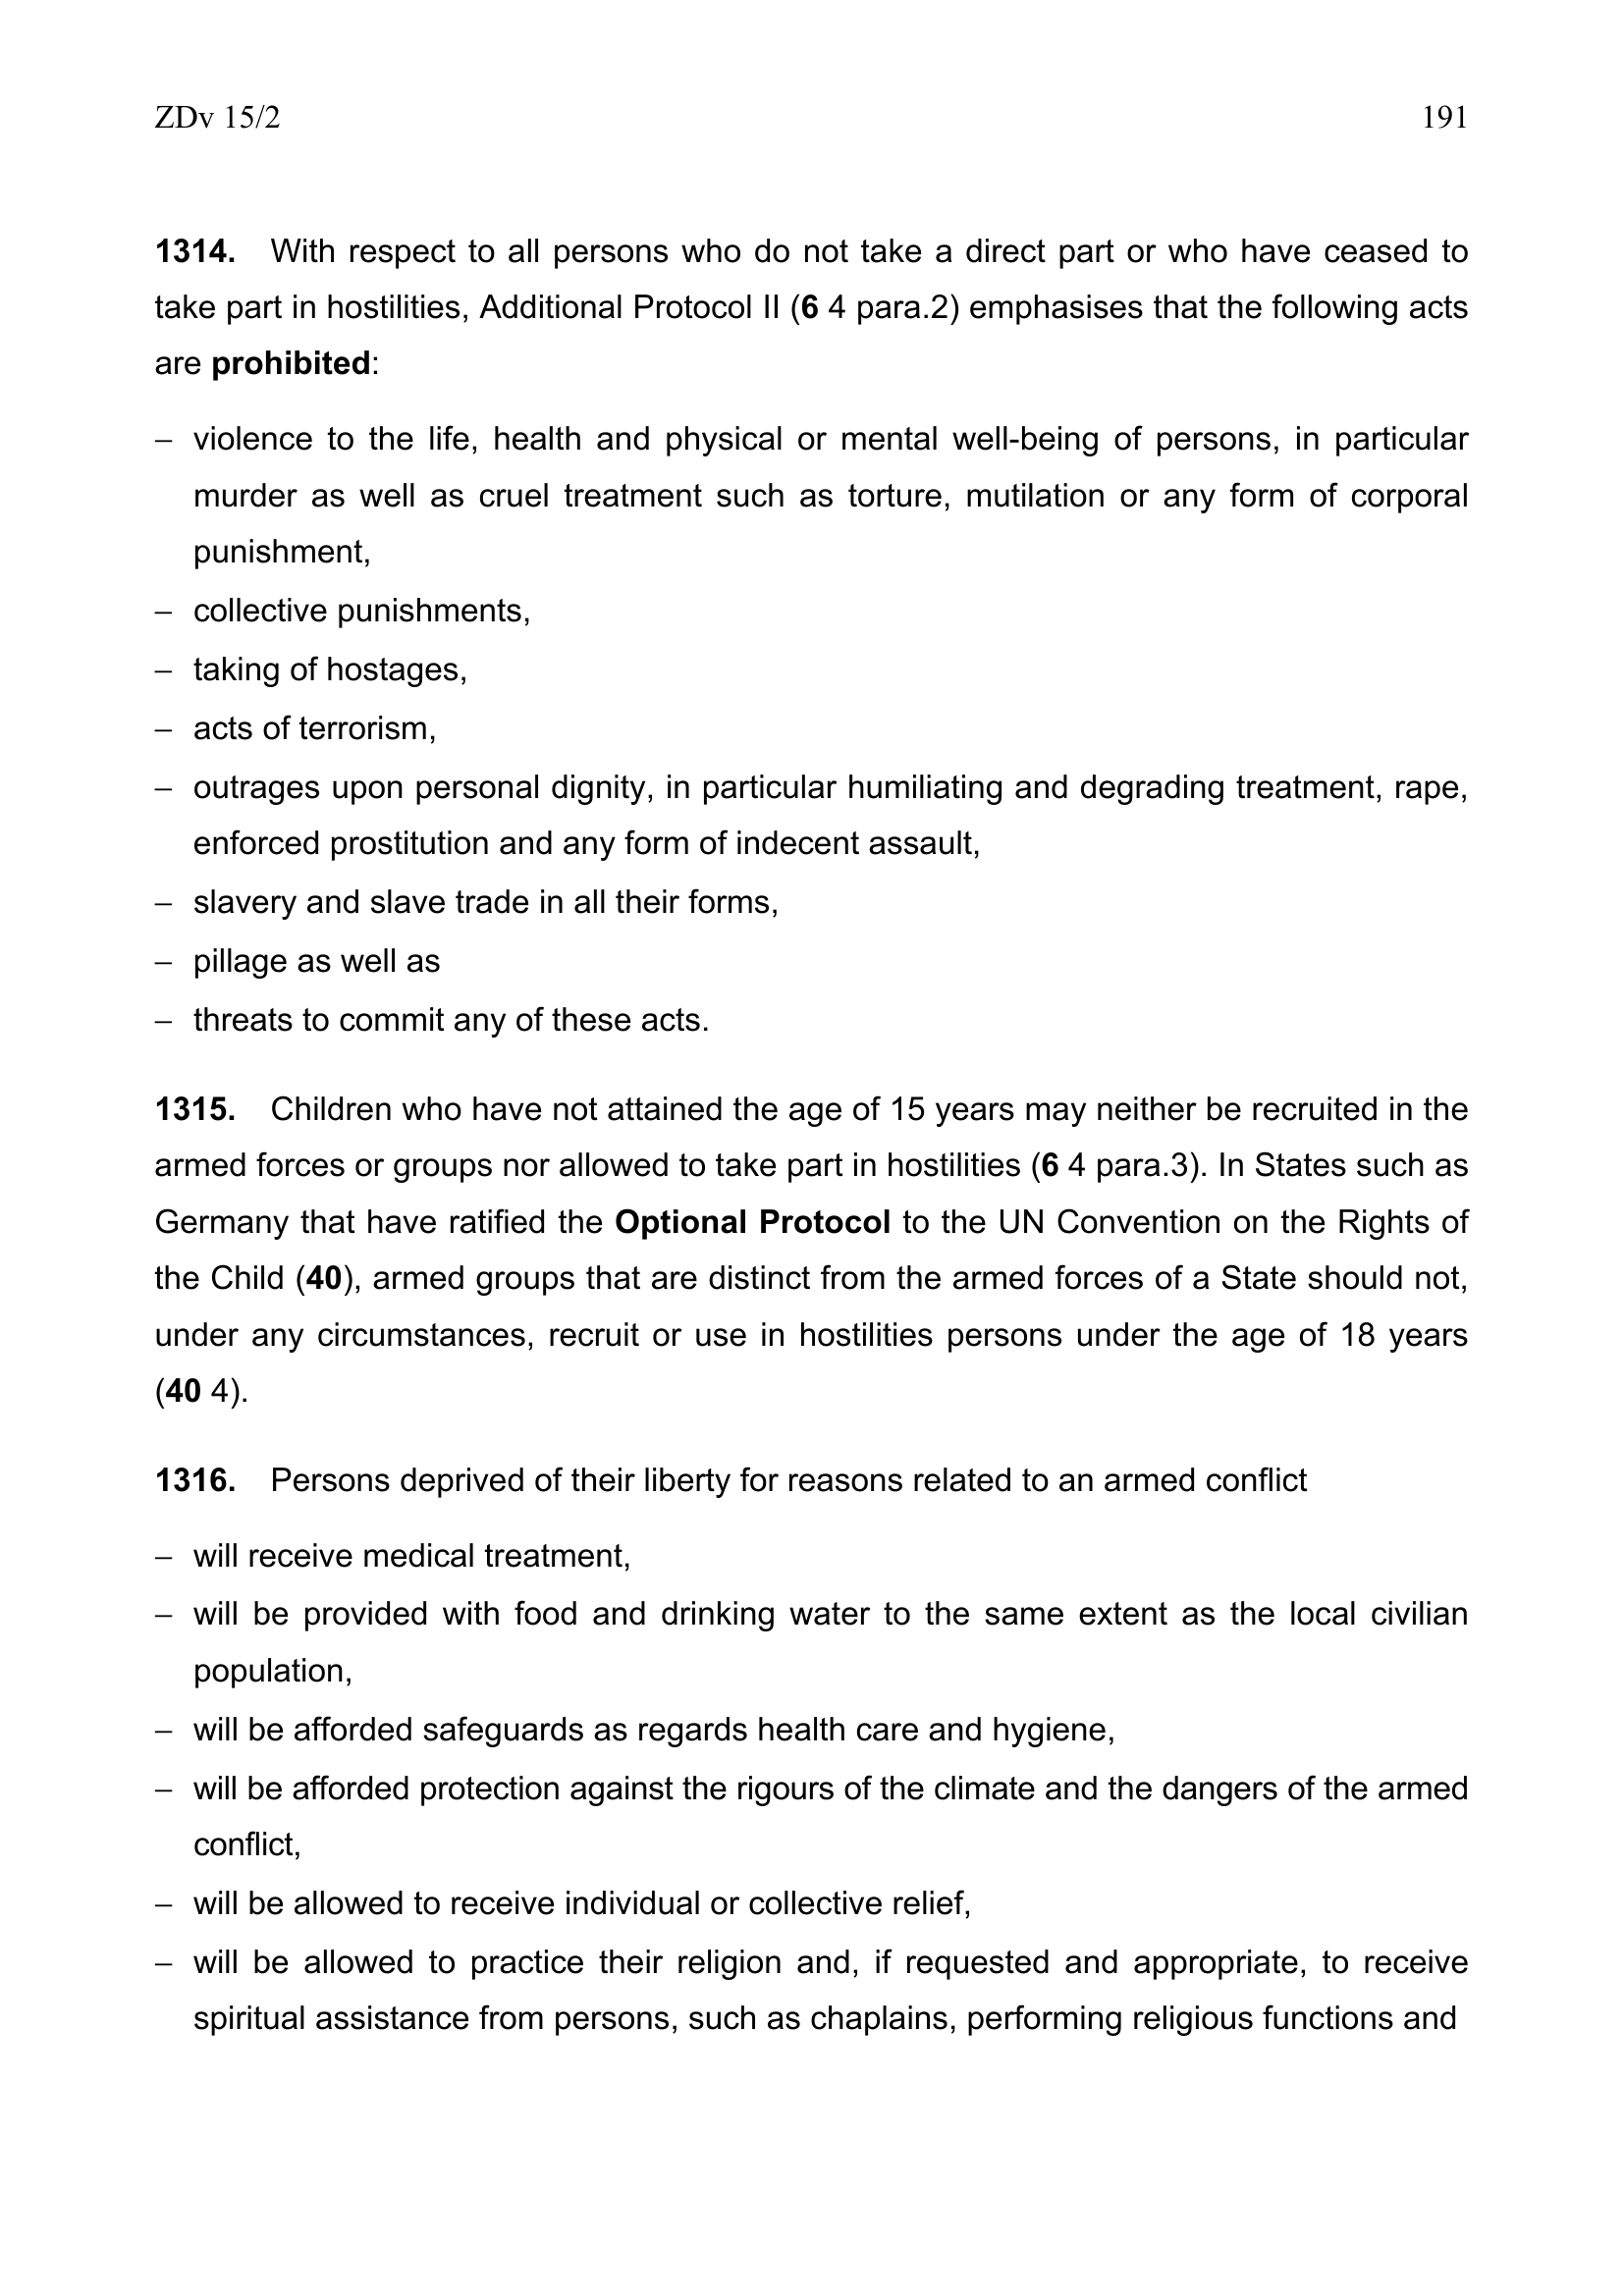 ZDv 15/2 191
1314. With respect to all persons who do not take a direct part or who have ceased to
take part in hostilities, Additional Protocol II (6 4 para.2) emphasises that the following acts
are prohibited:
– violence to the life, health and physical or mental well-being of persons, in particular
murder as well as cruel treatment such as torture, mutilation or any form of corporal
punishment,
– collective punishments,
– taking of hostages,
– acts of terrorism,
– outrages upon personal dignity, in particular humiliating and degrading treatment, rape,
enforced prostitution and any form of indecent assault,
– slavery and slave trade in all their forms,
– pillage as well as
– threats to commit any of these acts.
1315. Children who have not attained the age of 15 years may neither be recruited in the
armed forces or groups nor allowed to take part in hostilities (6 4 para.3). In States such as
Germany that have ratified the Optional Protocol to the UN Convention on the Rights of
the Child (40), armed groups that are distinct from the armed forces of a State should not,
under any circumstances, recruit or use in hostilities persons under the age of 18 years
(40 4).
1316. Persons deprived of their liberty for reasons related to an armed conflict
– will receive medical treatment,
– will be provided with food and drinking water to the same extent as the local civilian
population,
– will be afforded safeguards as regards health care and hygiene,
– will be afforded protection against the rigours of the climate and the dangers of the armed
conflict,
– will be allowed to receive individual or collective relief,
– will be allowed to practice their religion and, if requested and appropriate, to receive
spiritual assistance from persons, such as chaplains, performing religious functions and